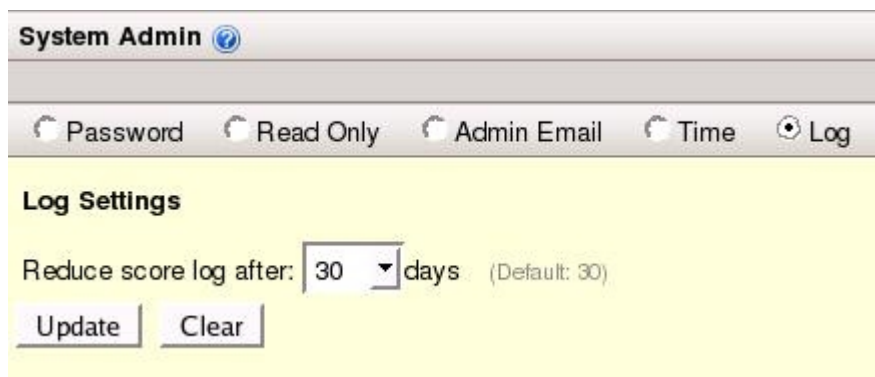 System Admin
Password Read Only Admin Email Time Log
Log Settings
Reduce score log after: 30 days (Default: 30)
Update Clear